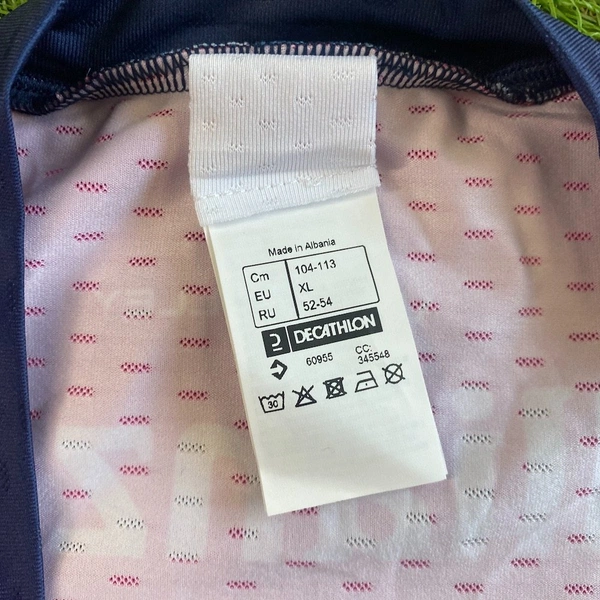 Made in Albania
Cm 104-113
EU XL
RU 52-54
DECATHLON
60955 CC: 345548
30